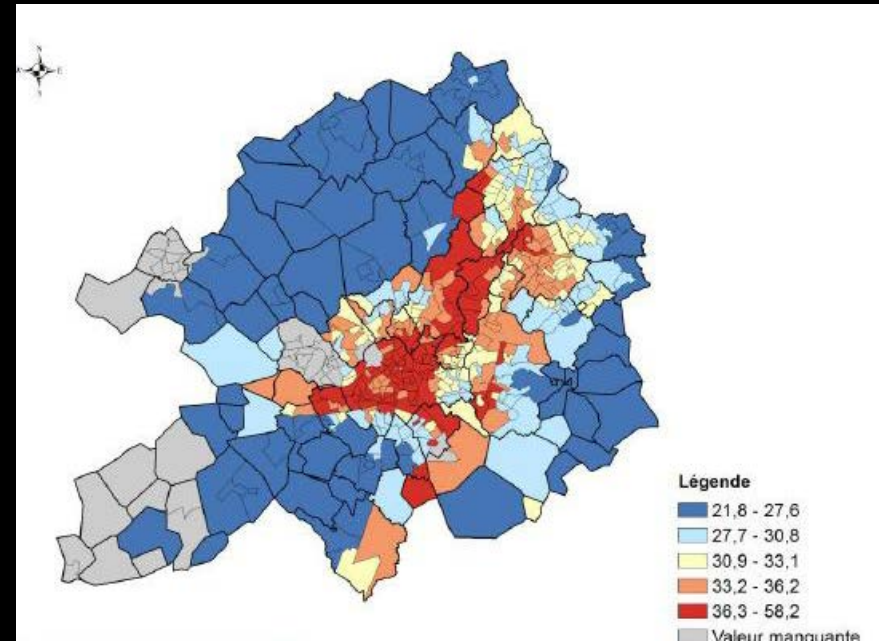 N
E
Légende
21,8 - 27,6
27,7 - 30,8
30,9 - 33,1
33,2 - 36,2
36,3 - 58,2
Valeur manquante